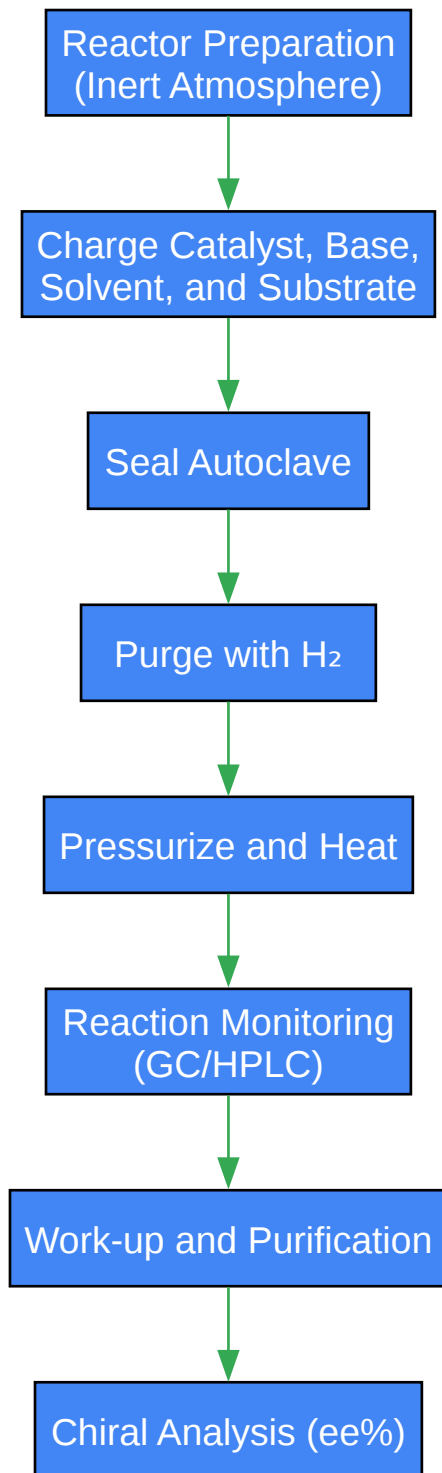 Reactor Preparation
(Inert Atmosphere)
Charge Catalyst, Base,
Solvent, and Substrate
Seal Autoclave
Purge with H₂
Pressurize and Heat
Reaction Monitoring
(GC/HPLC)
Work-up and Purification
Chiral Analysis (ee%)